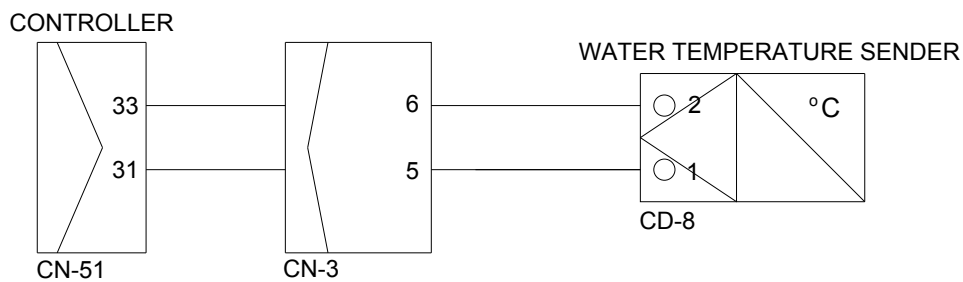 CONTROLLER
WATER TEMPERATURE SENDER
33
6
2
°C
31
5
1
CD-8
CN-51
CN-3